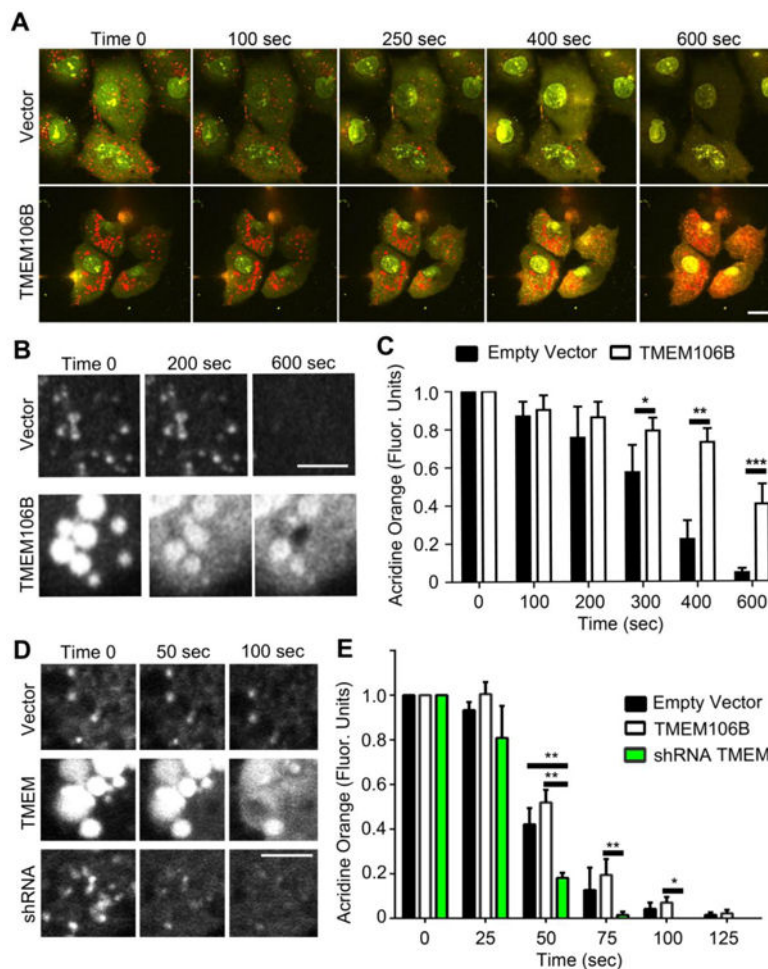 A
Time 0 100 sec 250 sec 400 sec 600 sec
Vector
TMEM106B
B
Time 0 200 sec 600 sec
Vector
TMEM106B
C
Empty Vector TMEM106B
Acridine Orange (Fluor. Units)
1.0
0.8
0.6
0.4
0.2
0
* ** ***
0 100 200 300 400 600
Time (sec)
D
Time 0 50 sec 100 sec
Vector
TMEM
shRNA
E
Empty Vector
TMEM106B
shRNA TMEM
Acridine Orange (Fluor. Units)
1.0
0.8
0.6
0.4
0.2
0
**
**
**
*
0 25 50 75 100 125
Time (sec)